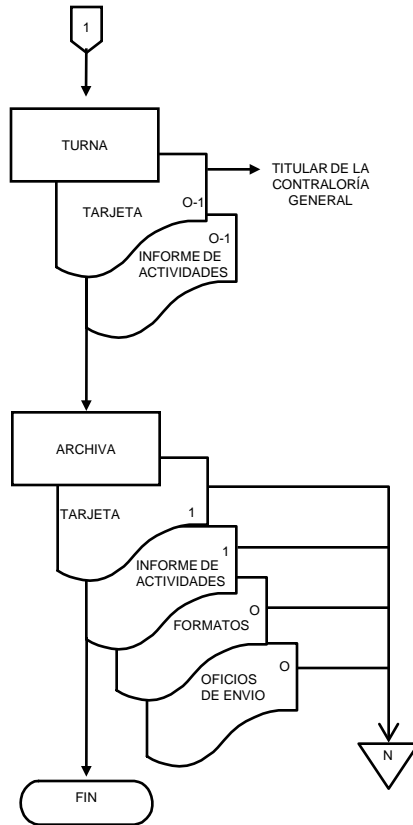 1
TURNA
TITULAR DE LA
CONTRALORÍA
GENERAL
TARJETA
O-1
O-1
INFORME DE
ACTIVIDADES
ARCHIVA
TARJETA
1
1
INFORME DE
ACTIVIDADES
O
FORMATOS
O
OFICIOS
DE ENVIO
N
FIN